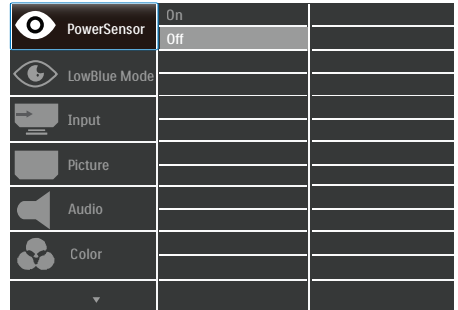 PowerSensor
On
Off
LowBlue Mode
Input
Picture
Audio
Color